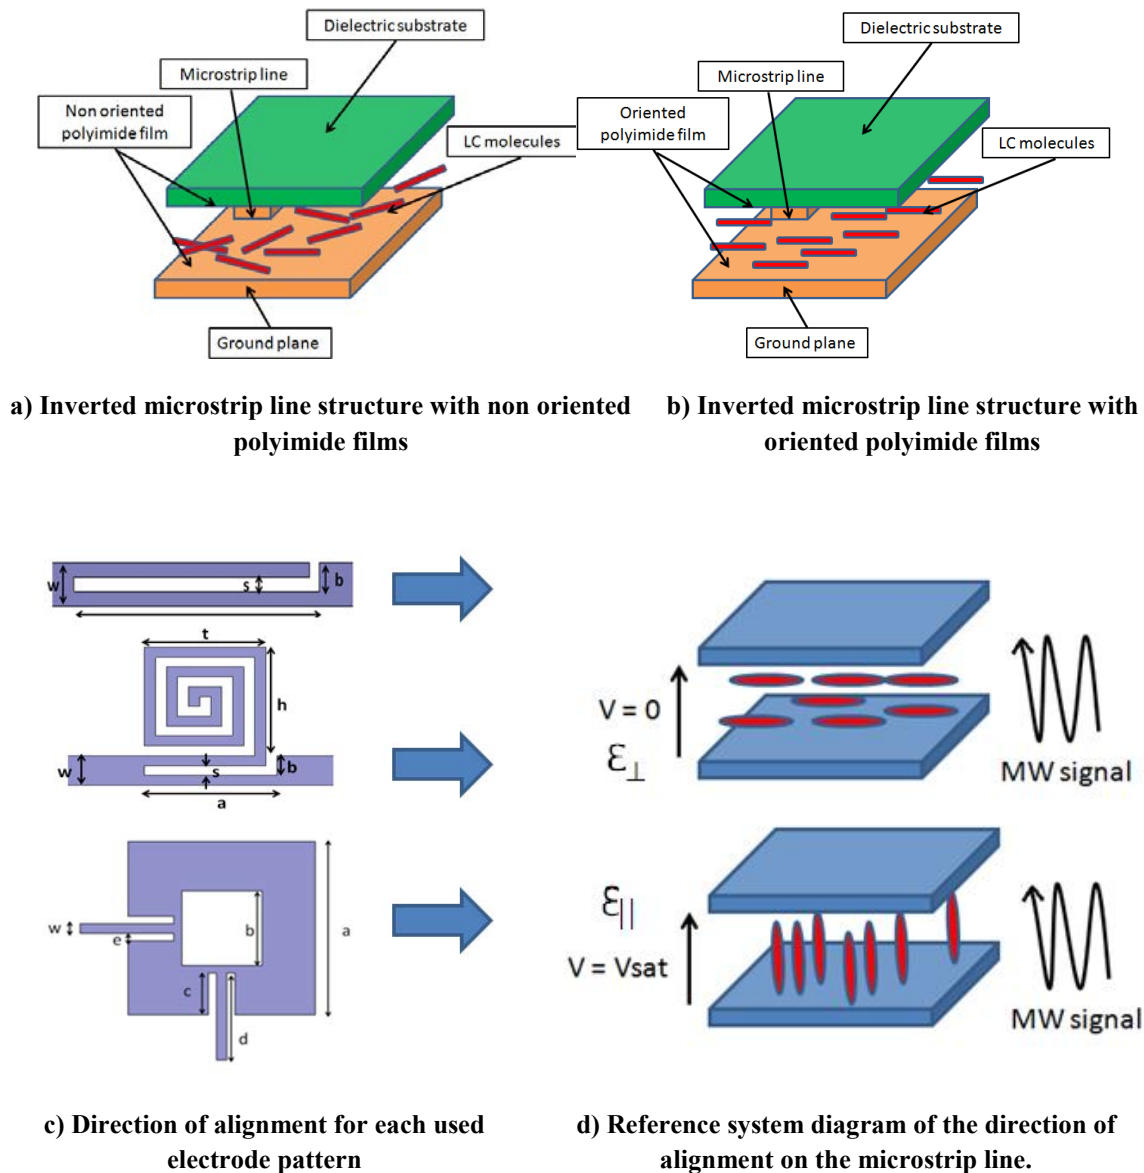 Dielectric substrate
Microstrip line
Non oriented
polyimide film
LC molecules
Ground plane
Dielectric substrate
Microstrip line
Oriented
polyimide film
LC molecules
Ground plane
a) Inverted microstrip line structure with non oriented
polyimide films
b) Inverted microstrip line structure with
oriented polyimide films
w
s
b
t
h
w
s
b
a
w
e
b
a
c
d
V = 0
Ɛ⊥
MW signal
Ɛ||
V = Vsat
MW signal
c) Direction of alignment for each used
electrode pattern
d) Reference system diagram of the direction of
alignment on the microstrip line.